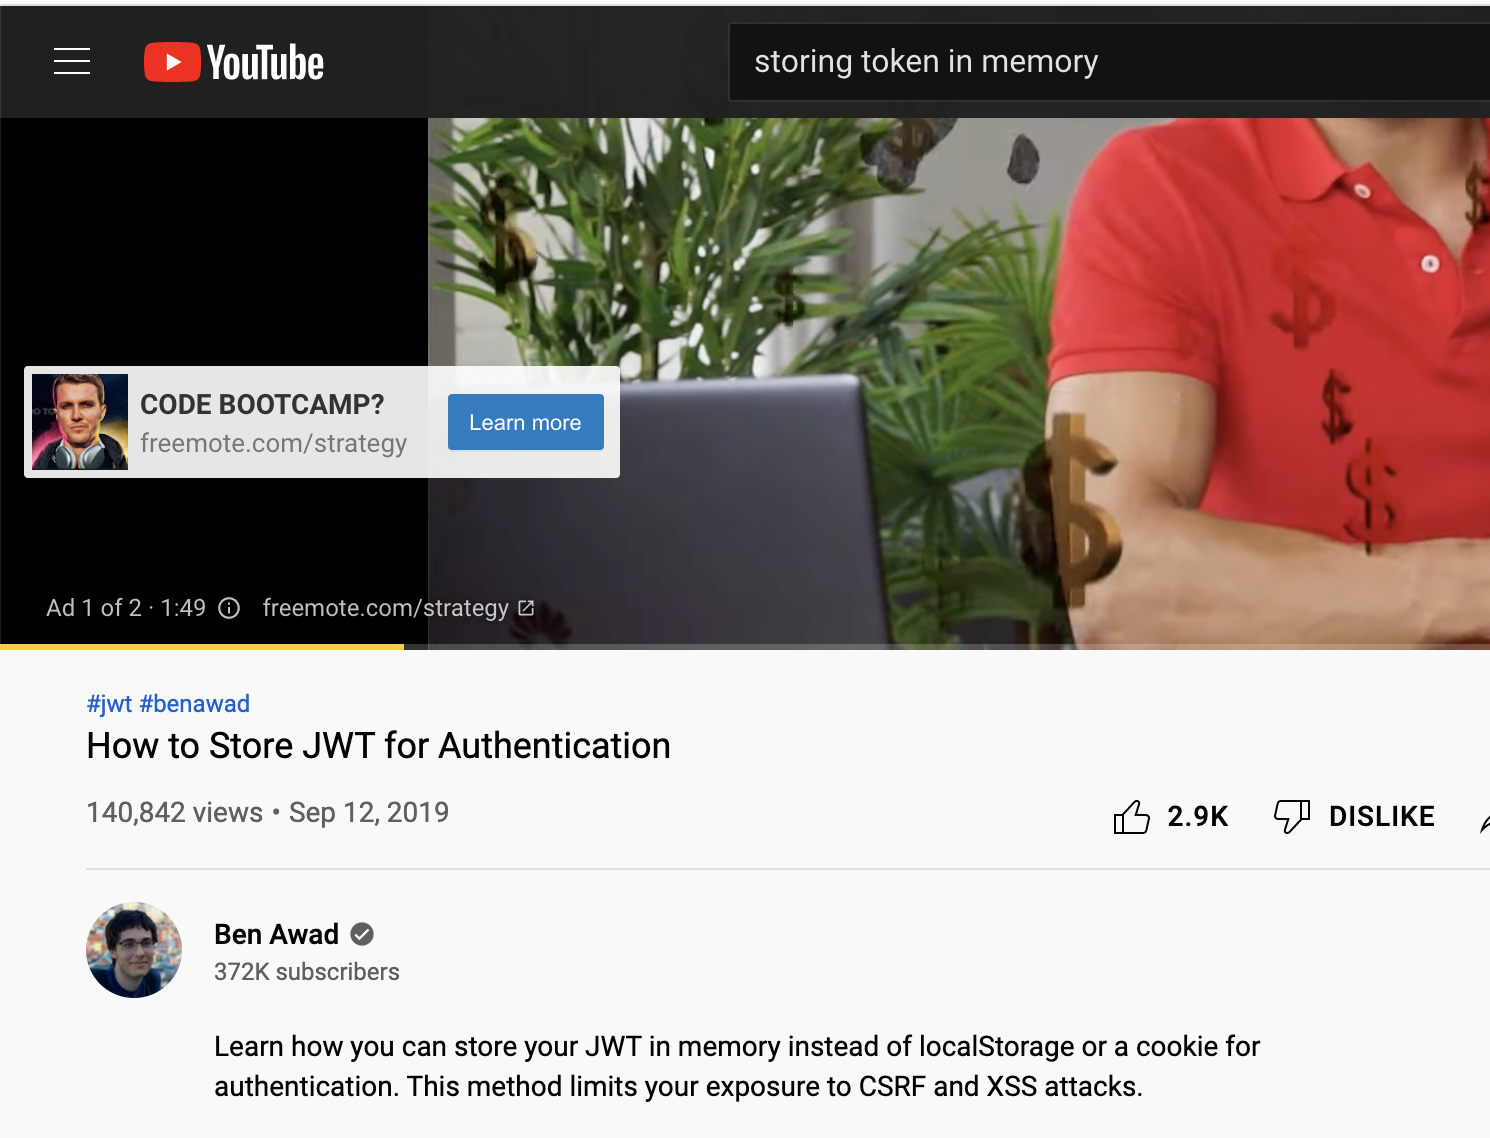 YouTube
storing token in memory
CODE BOOTCAMP?
freemote.com/strategy
Learn more
Ad 1 of 2 · 1:49
freemote.com/strategy
#jwt #benawad
How to Store JWT for Authentication
140,842 views • Sep 12, 2019
2.9K
DISLIKE
Ben Awad
372K subscribers
Learn how you can store your JWT in memory instead of localStorage or a cookie for
authentication. This method limits your exposure to CSRF and XSS attacks.